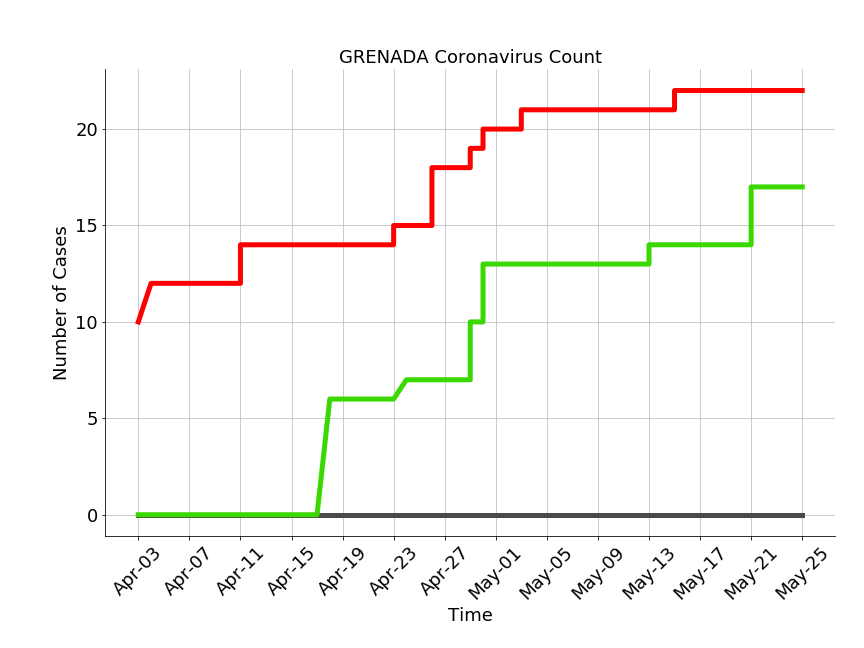 GRENADA Coronavirus Count
Number of Cases
20
15
10
5
0
Apr-03
Apr-07
Apr-11
Apr-15
Apr-19
Apr-23
Apr-27
May-01
May-05
May-09
May-13
May-17
May-21
May-25
Time